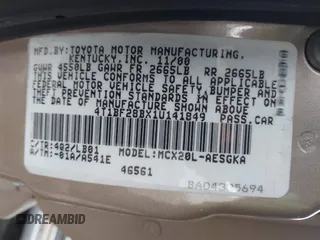 MFD.BY:TOYOTA MOTOR MANUFACTURING,
KENTUCKY,INC. 11/00
GVWR 4550LB GAWR FR 2665LB RR 2665LB
THIS VEHICLE CONFORMS TO ALL APPLICABLE
FEDERAL MOTOR VEHICLE SAFETY, BUMPER, AND
THEFT PREVENTION STANDARDS IN EFFECT ON
THE DATE OF MANUFACTURE SHOWN ABOVE.
4T1BF28BX1U141849 PASS.CAR
C/TR:4Q2/LB01 MODEL:MCX20L-AESGKA
A/TM:-01A/A541E
46561
BAD4325694
CARADBID